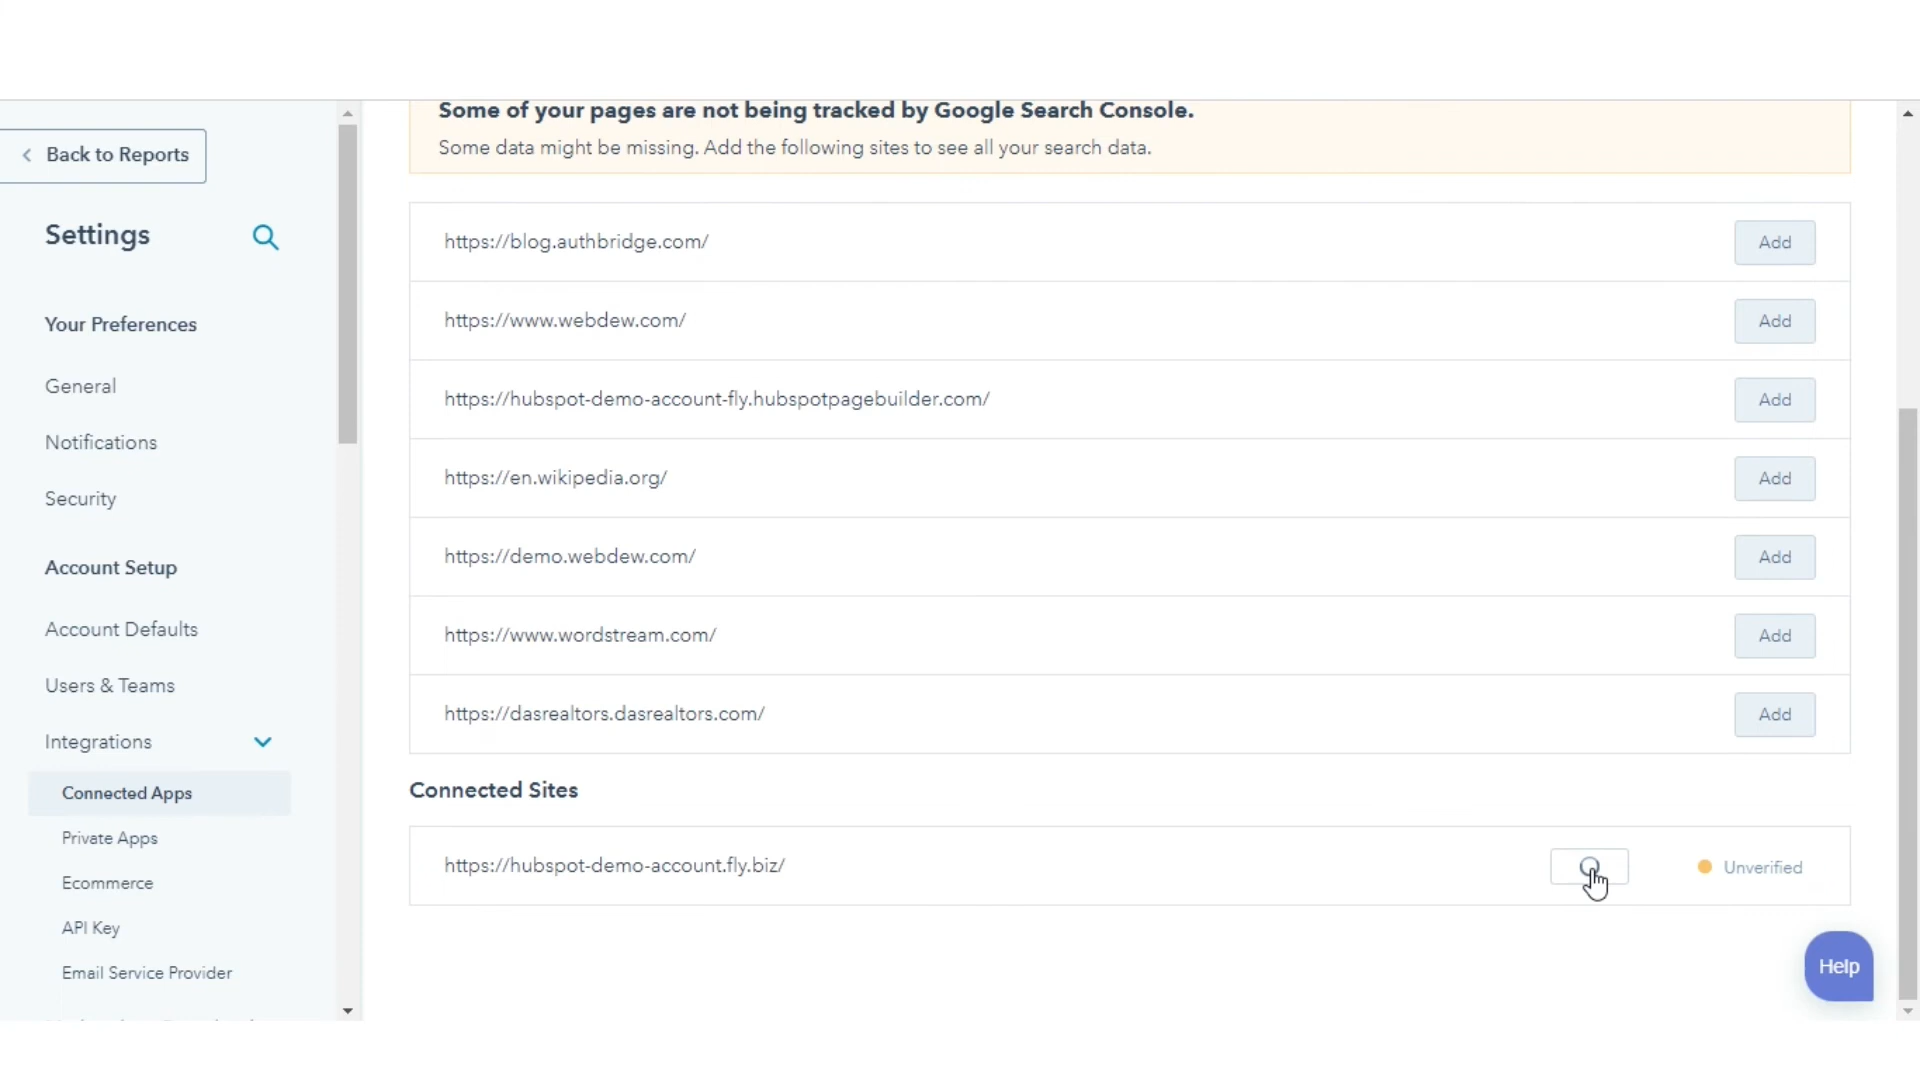 Some of your pages are not being tracked by Google Search Console.
Some data might be missing. Add the following sites to see all your search data.
Back to Reports
Settings
Your Preferences
General
Notifications
Security
Account Setup
Account Defaults
Users & Teams
Integrations
Connected Apps
Private Apps
Ecommerce
API Key
Email Service Provider
https://blog.authbridge.com/ Add
https://www.webdew.com/ Add
https://hubspot-demo-account-fly.hubspotpagebuilder.com/ Add
https://en.wikipedia.org/ Add
https://demo.webdew.com/ Add
https://www.wordstream.com/ Add
https://dasrealtors.dasrealtors.com/ Add
Connected Sites
https://hubspot-demo-account.fly.biz/ Unverified
Help